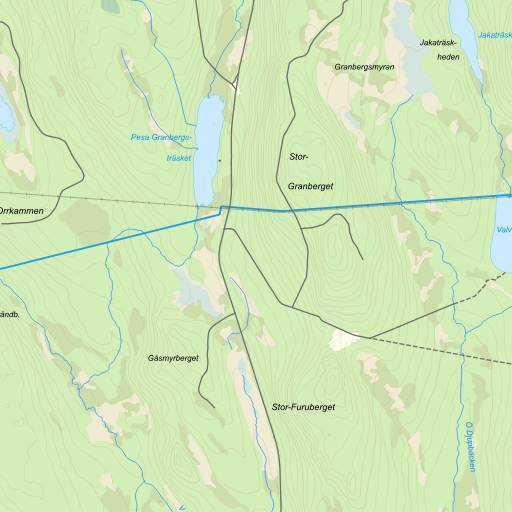 Jakaträsk-
heden
Jakaträsk
Granbergsmyran
Pesa Granbergs-
träsket
Stor-
Granberget
Orrkammen
Valv
ändb.
Gåsmyrberget
Stor-Furuberget
Ö Djupbäcken